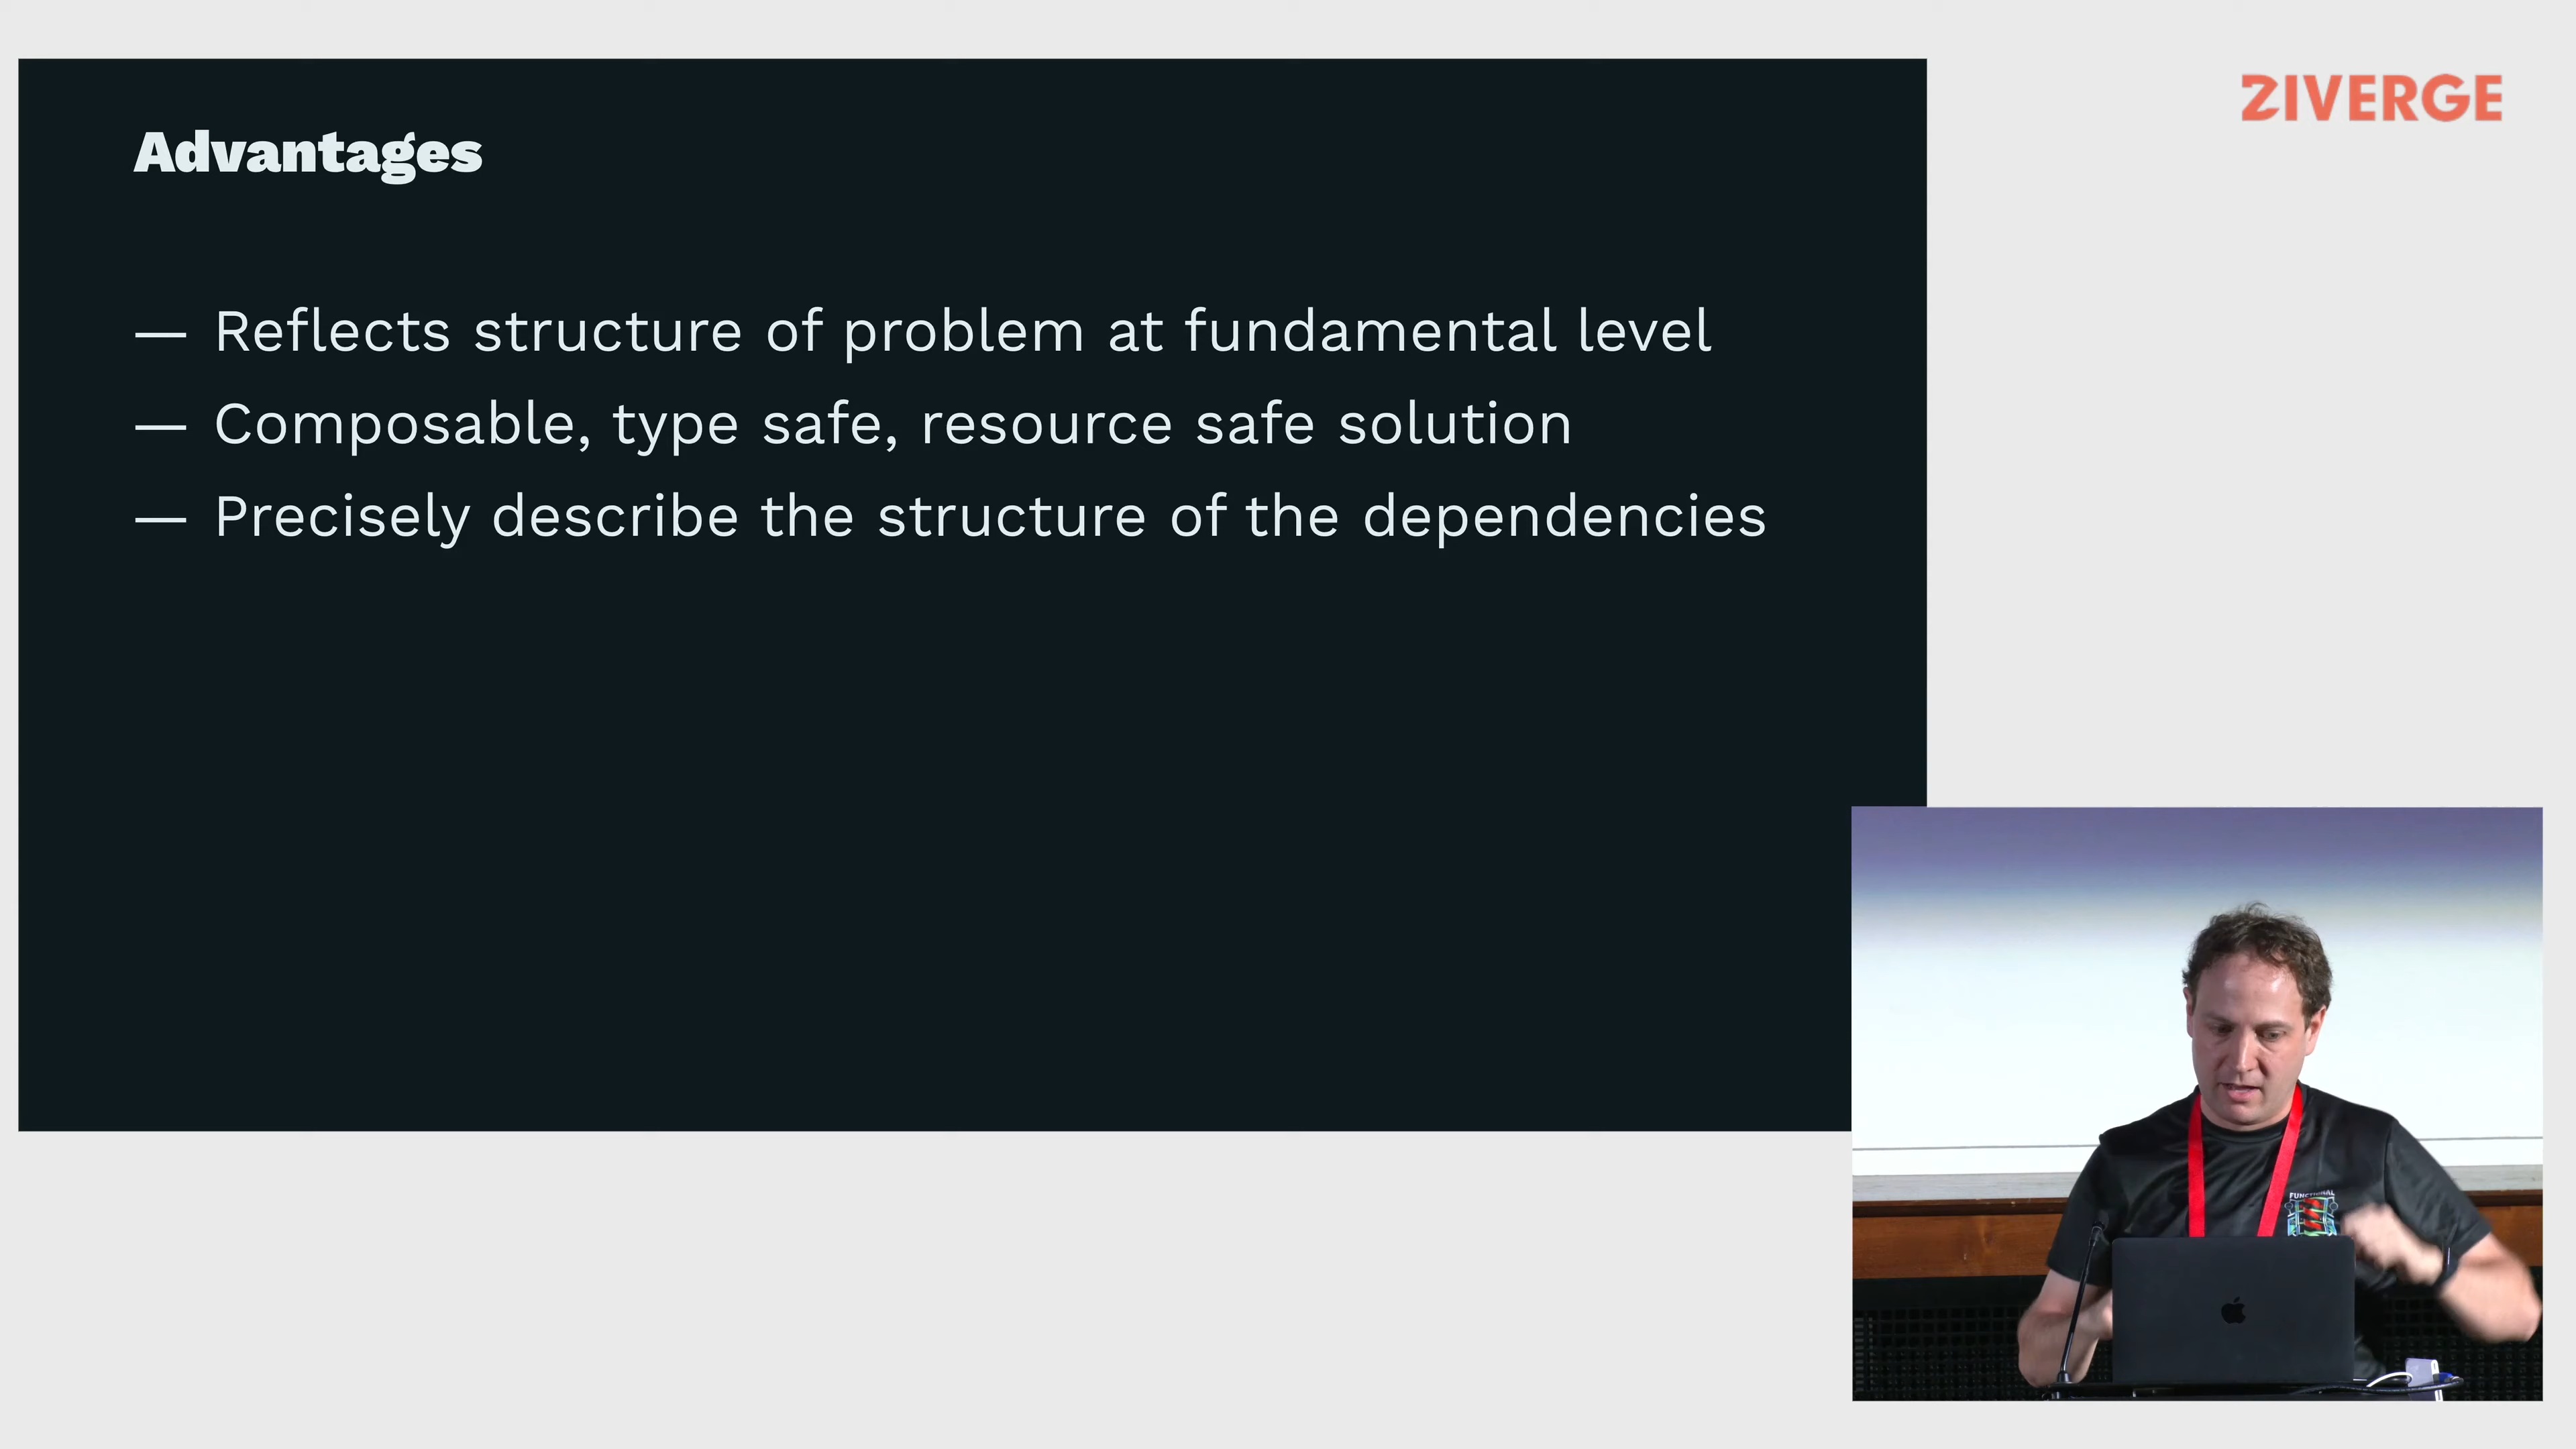 Advantages
ZIVERGE
— Reflects structure of problem at fundamental level
— Composable, type safe, resource safe solution
— Precisely describe the structure of the dependencies
FUNCTIONAL